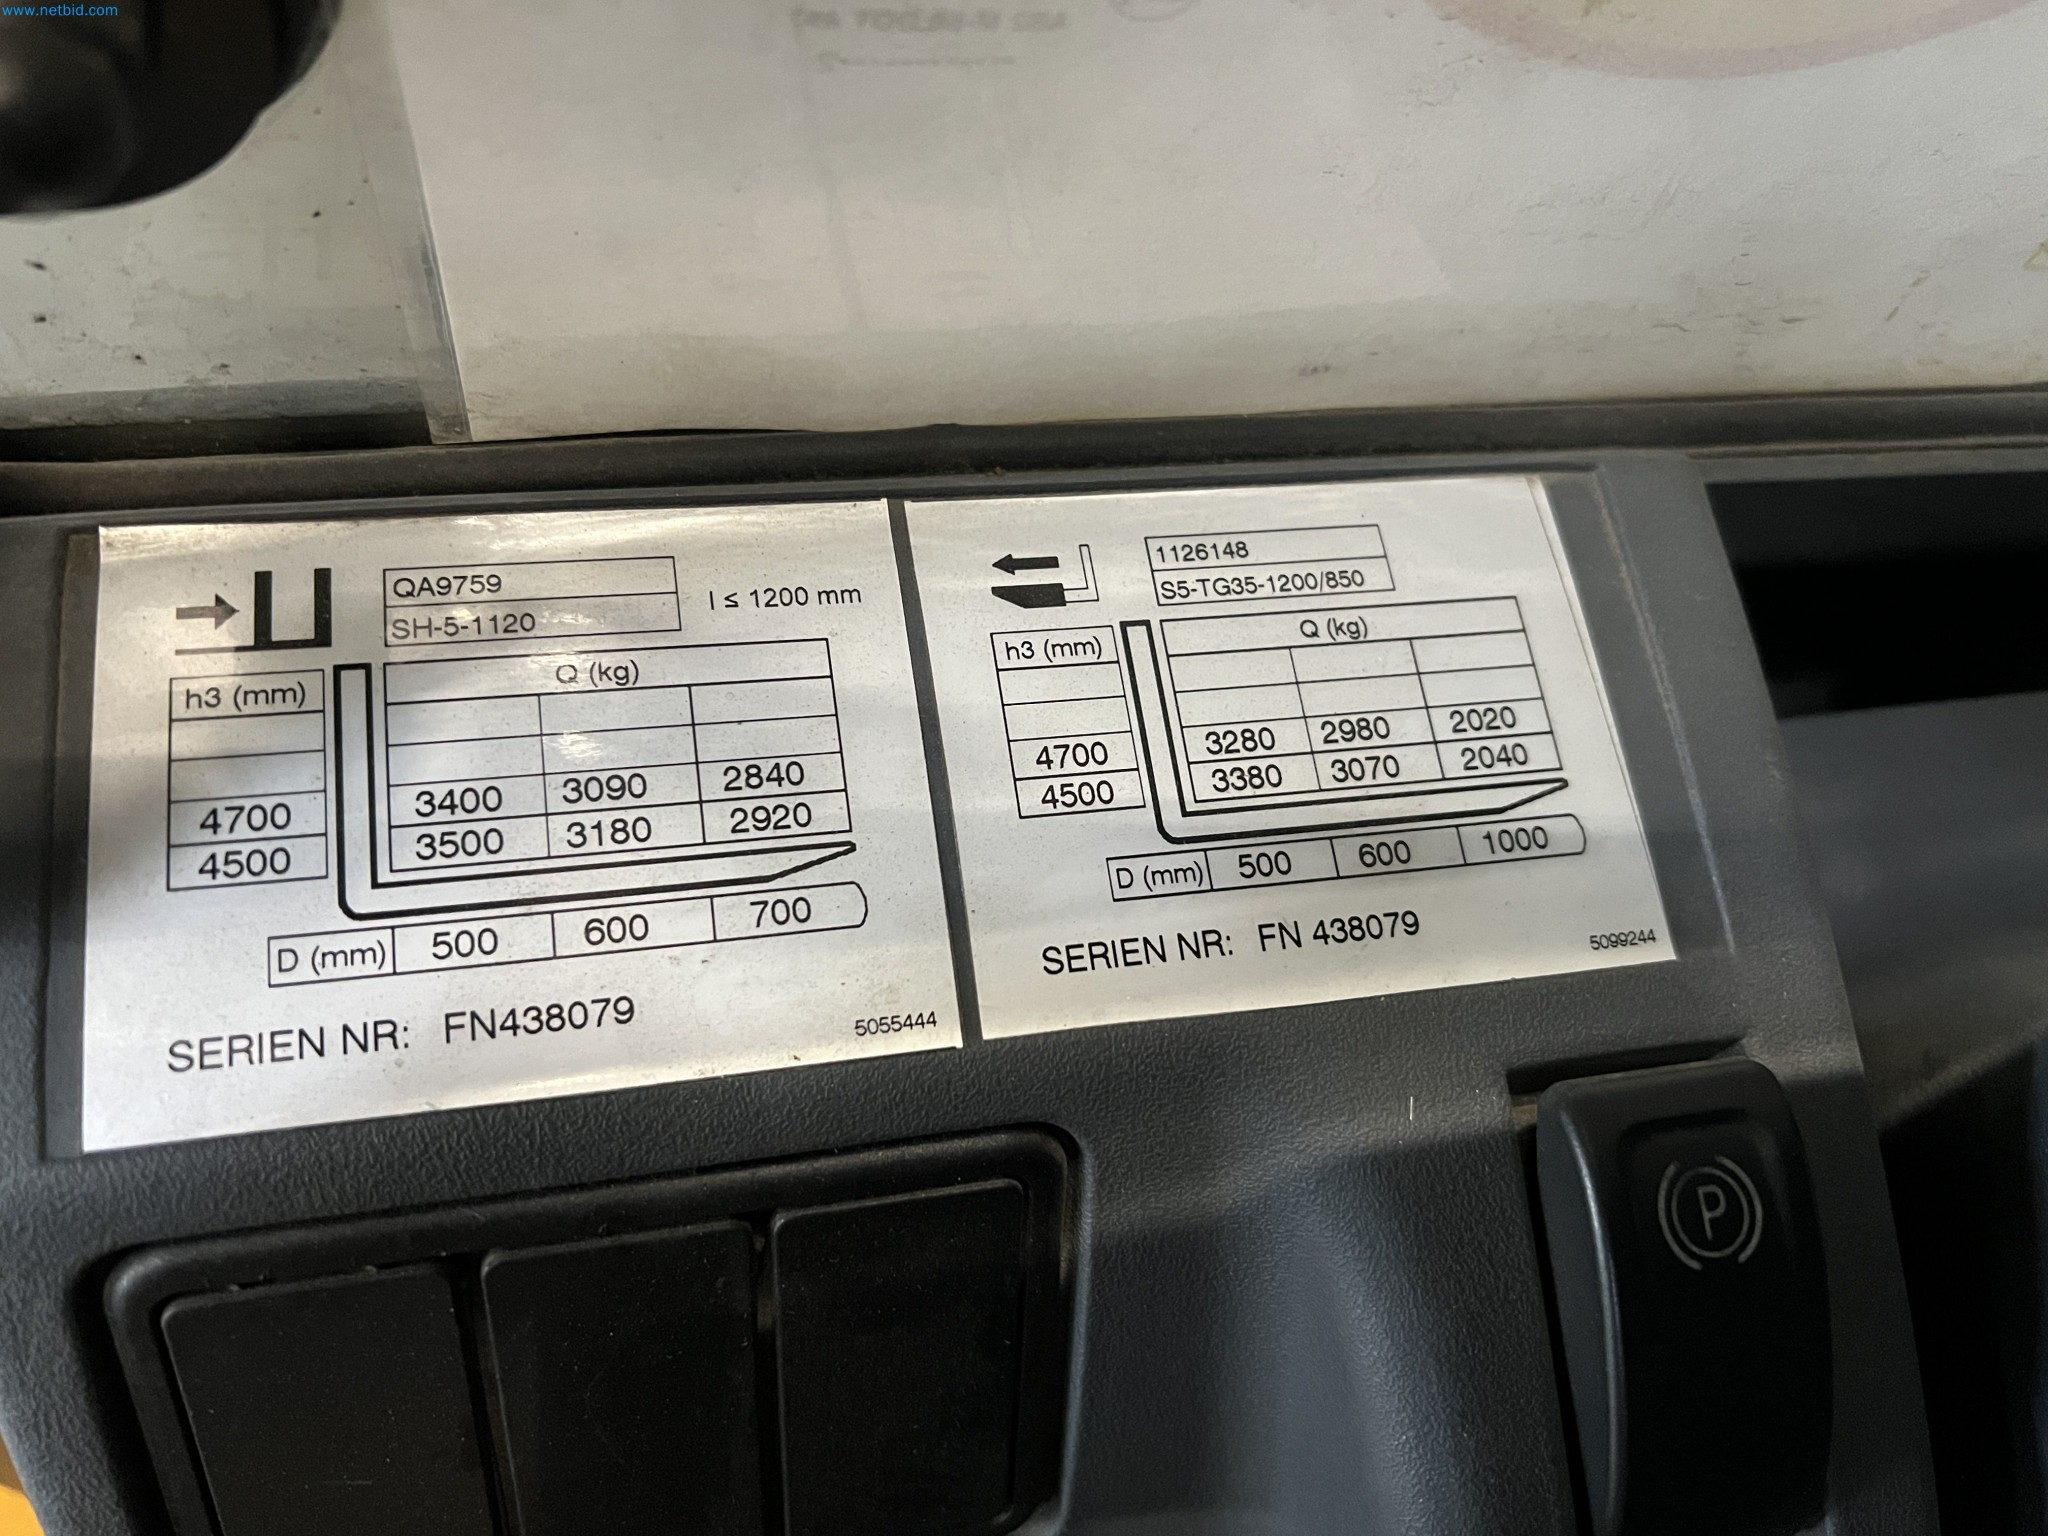 www.netbid.com
QA9759
SH-5-1120
l ≤ 1200 mm
h3 (mm)
Q (kg)
4700 3400 3090 2840
4500 3500 3180 2920
D (mm) 500 600 700
SERIEN NR: FN438079
5055444
1126148
S5-TG35-1200/850
h3 (mm)
Q (kg)
4700 3280 2980 2020
4500 3380 3070 2040
D (mm) 500 600 1000
SERIEN NR: FN 438079
5099244
P